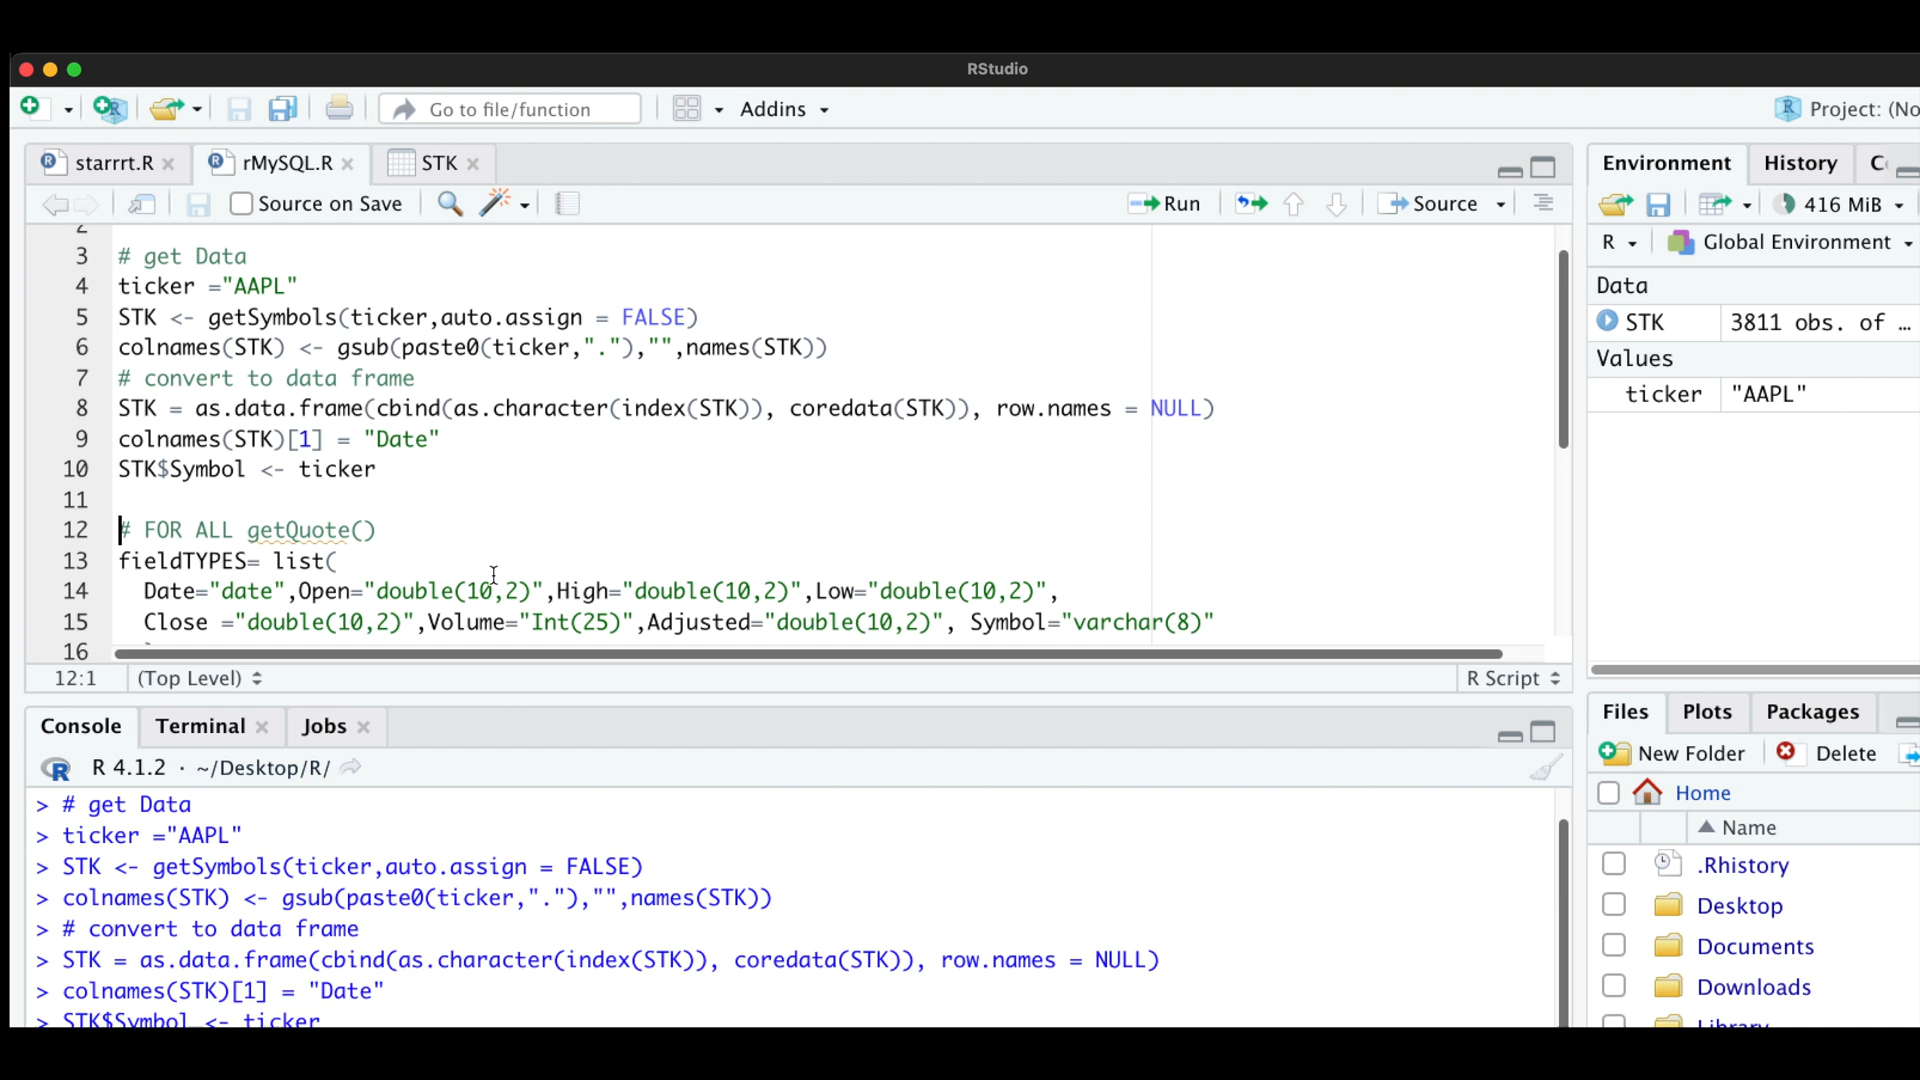 RStudio
Go to file/function
Addins
Project: (No
starrrt.R
rMySQL.R
STK
Source on Save
Run
Source
2
3 # get Data
4 ticker ="AAPL"
5 STK <- getSymbols(ticker,auto.assign = FALSE)
6 colnames(STK) <- gsub(paste0(ticker,"."),"",names(STK))
7 # convert to data frame
8 STK = as.data.frame(cbind(as.character(index(STK)), coredata(STK)), row.names = NULL)
9 colnames(STK)[1] = "Date"
10 STK$Symbol <- ticker
11
12 # FOR ALL getQuote()
13 fieldTYPES= list(
14 Date="date",Open="double(10,2)",High="double(10,2)",Low="double(10,2)",
15 Close ="double(10,2)",Volume="Int(25)",Adjusted="double(10,2)", Symbol="varchar(8)"
16
12:1
(Top Level)
R Script
Console
Terminal
Jobs
R 4.1.2 · ~/Desktop/R/
> # get Data
> ticker ="AAPL"
> STK <- getSymbols(ticker,auto.assign = FALSE)
> colnames(STK) <- gsub(paste0(ticker,"."),"",names(STK))
> # convert to data frame
> STK = as.data.frame(cbind(as.character(index(STK)), coredata(STK)), row.names = NULL)
> colnames(STK)[1] = "Date"
> STK$Symbol <- ticker
Environment
History
C
416 MiB
R
Global Environment
Data
STK 3811 obs. of …
Values
ticker "AAPL"
Files
Plots
Packages
New Folder
Delete
Home
Name
.Rhistory
Desktop
Documents
Downloads
Library